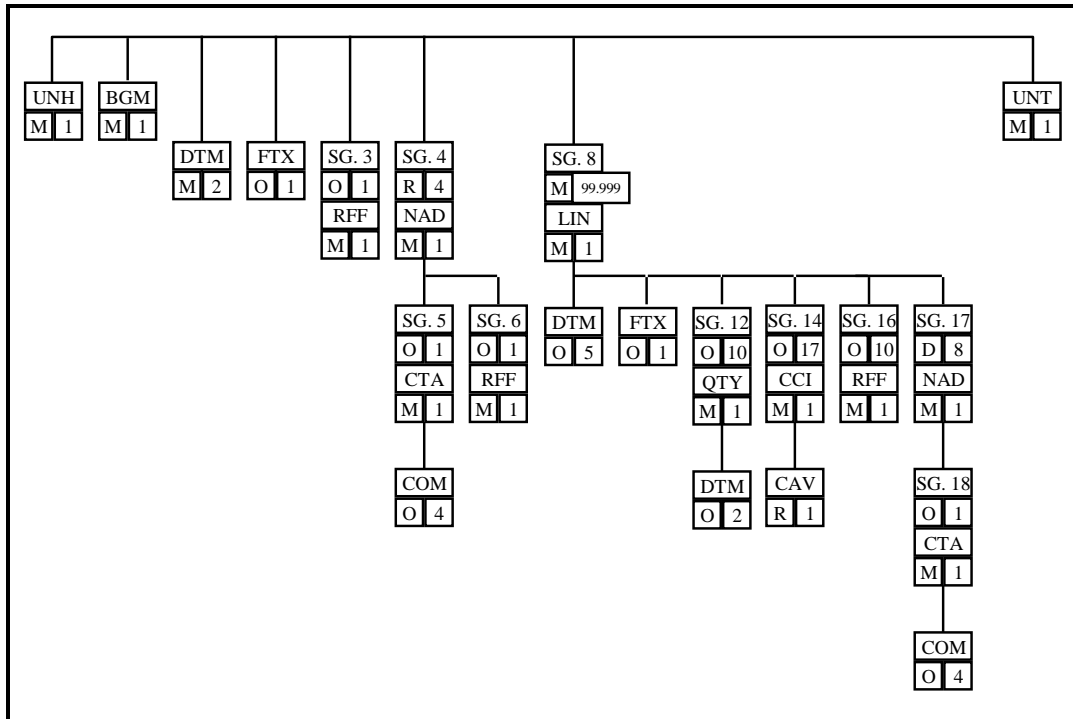 UNH BGM UNT
M 1 M 1 M 1
DTM FTX SG. 3 SG. 4 SG. 8
M 2 O 1 O 1 R 4 M 99.999
RFF NAD LIN
M 1 M 1 M 1
SG. 5 SG. 6 DTM FTX SG. 12 SG. 14 SG. 16 SG. 17
O 1 O 1 O 5 O 1 O 10 O 17 O 10 D 8
CTA RFF QTY CCI RFF NAD
M 1 M 1 M 1 M 1 M 1 M 1
COM DTM CAV SG. 18
O 4 O 2 R 1 O 1
CTA
M 1
COM
O 4